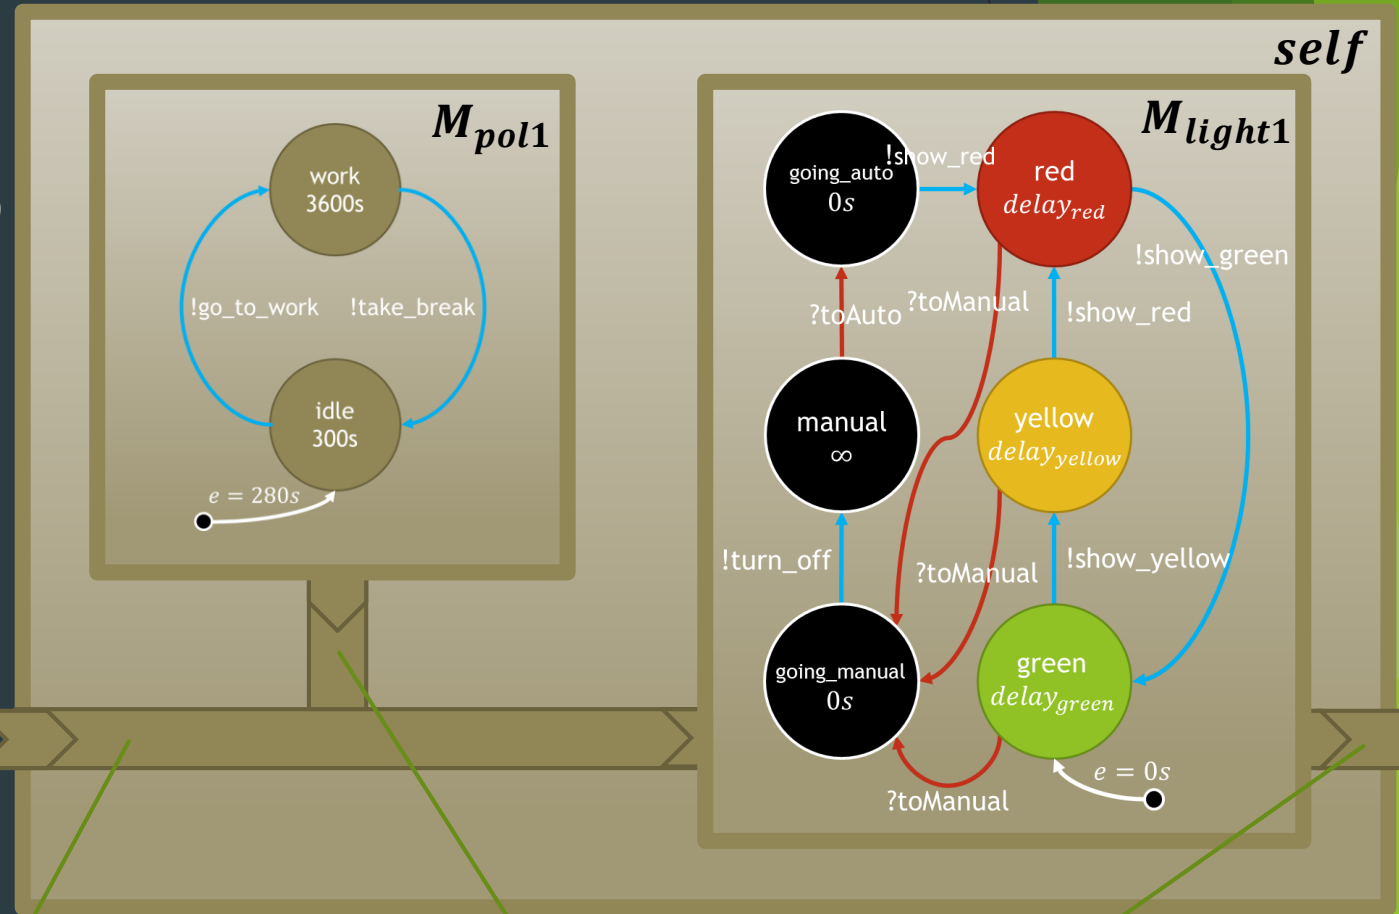 self
M_pol1
work
3600s
!go_to_work
!take_break
idle
300s
e = 280s
M_light1
going_auto
0s
!show_red
red
delay_red
!show_green
?toAuto
?toManual
!show_red
manual
∞
yellow
delay_yellow
!turn_off
?toManual
!show_yellow
going_manual
0s
green
delay_green
e = 0s
?toManual